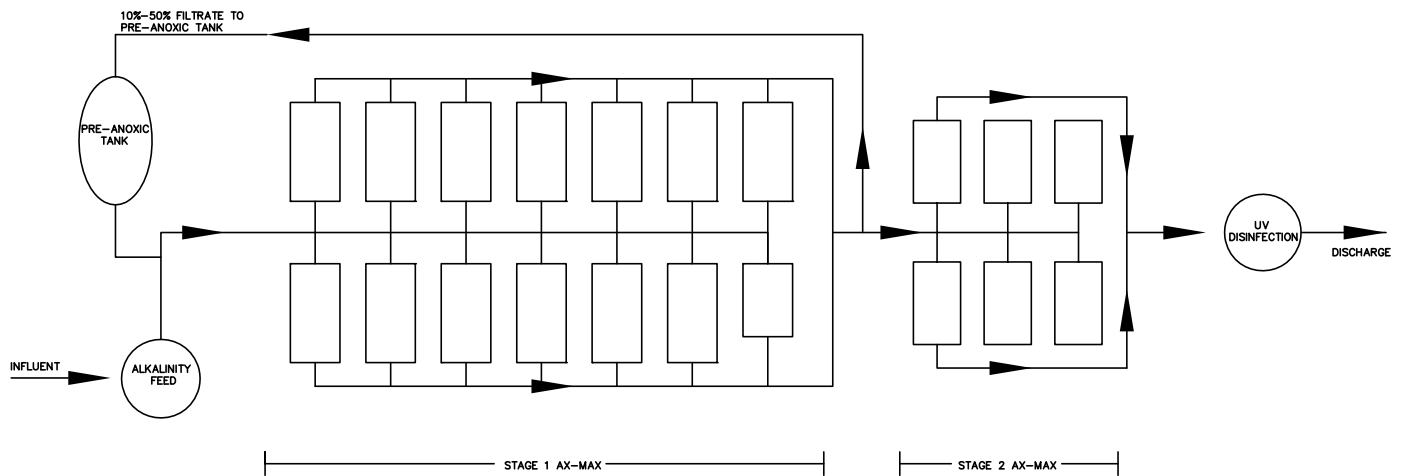 10%-50% FILTRATE TO
PRE-ANOXIC TANK
PRE-ANOXIC
TANK
UV
DISINFECTION
DISCHARGE
INFLUENT
ALKALINITY
FEED
STAGE 1 AX-MAX
STAGE 2 AX-MAX